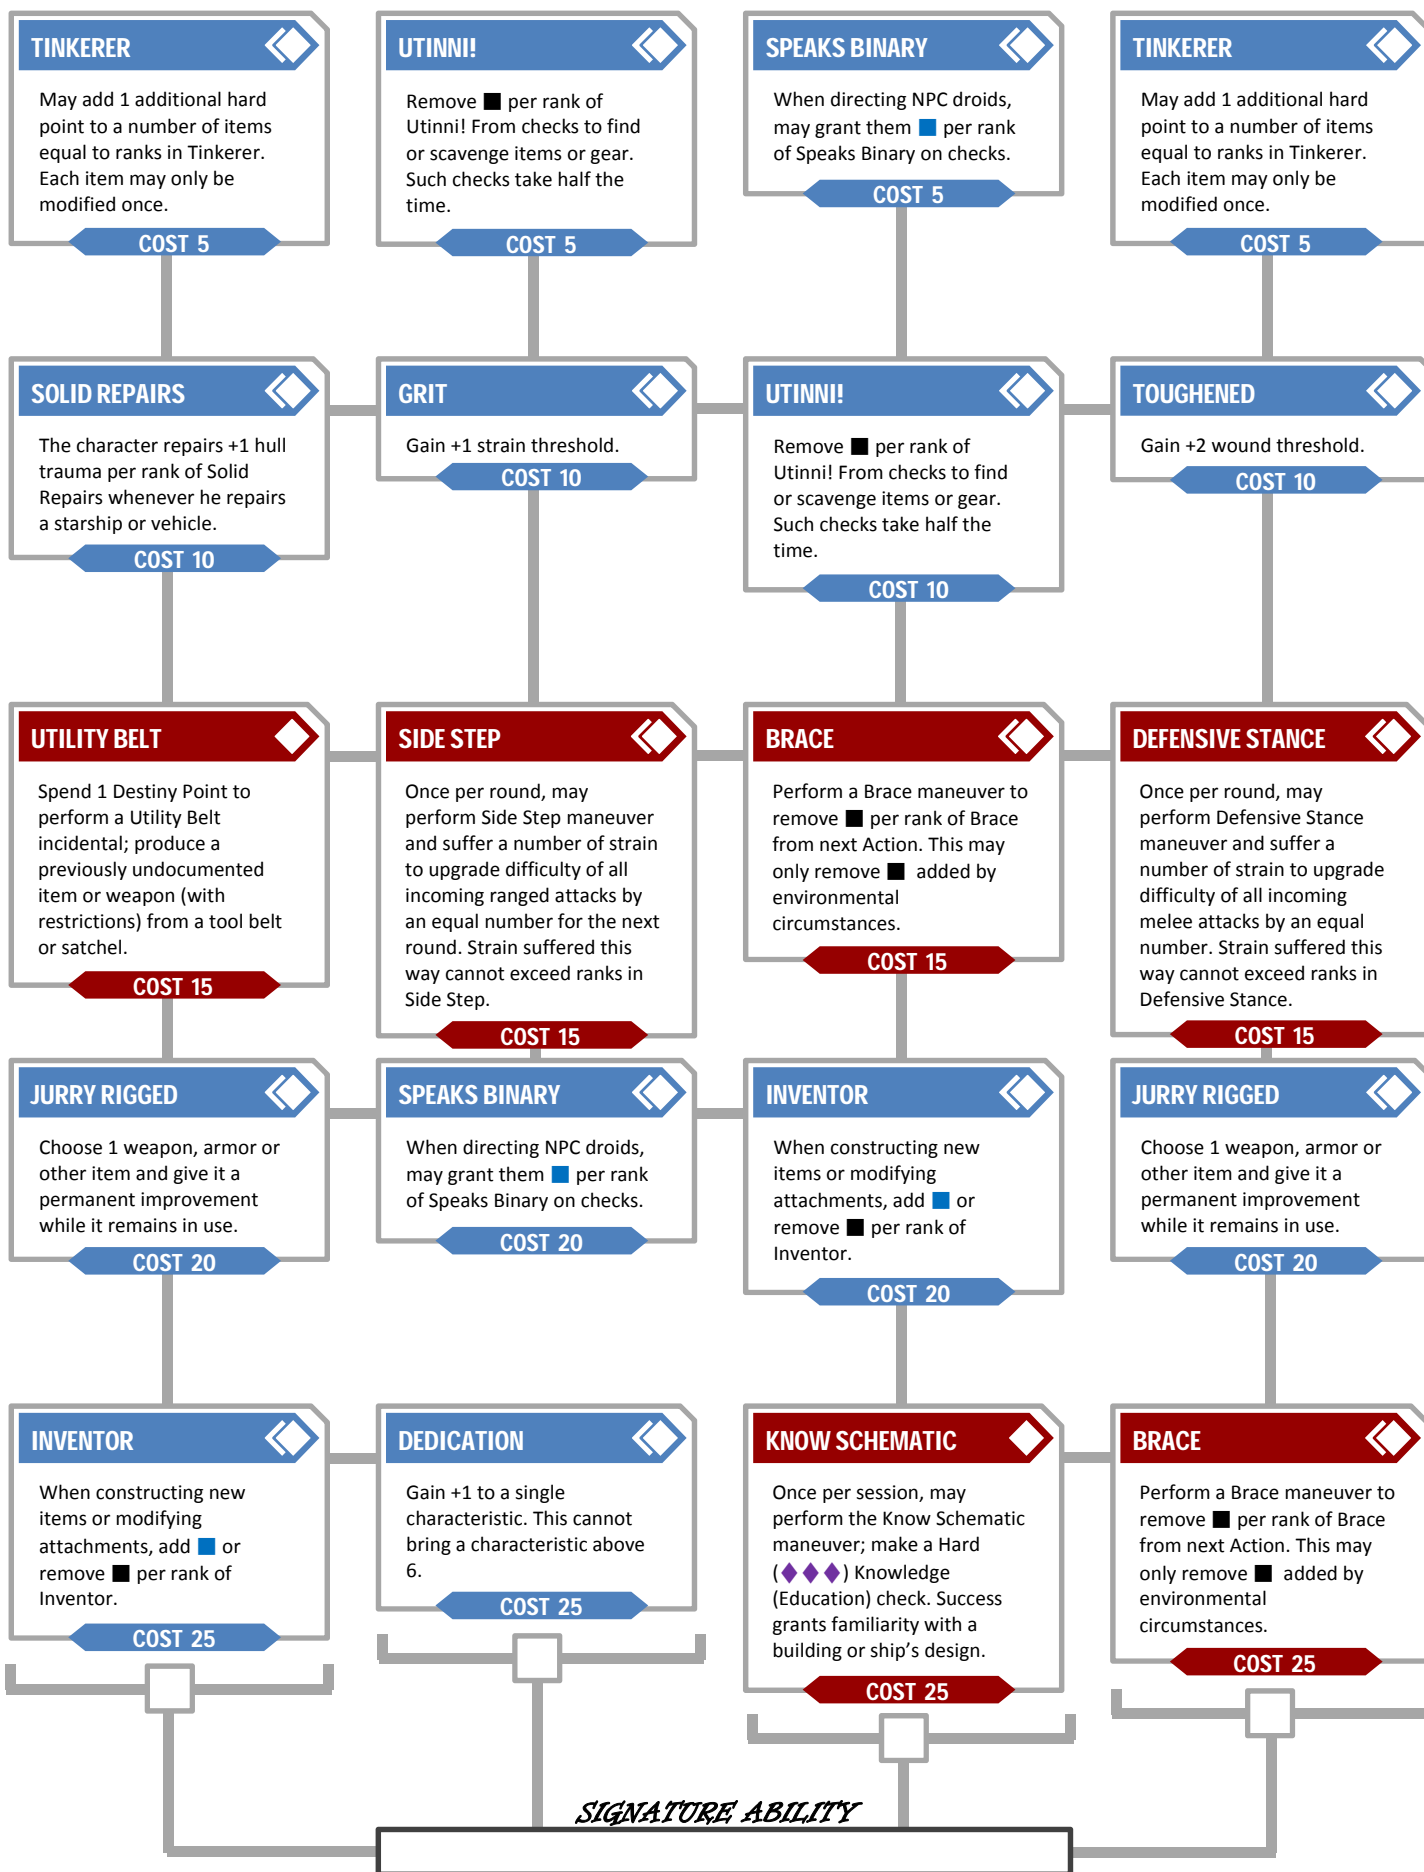 TINKERER
May add 1 additional hard
point to a number of items
equal to ranks in Tinkerer.
Each item may only be
modified once.
COST 5
UTINNI!
Remove ■ per rank of
Utinni! From checks to find
or scavenge items or gear.
Such checks take half the
time.
COST 5
SPEAKS BINARY
When directing NPC droids,
may grant them ■ per rank
of Speaks Binary on checks.
COST 5
TINKERER
May add 1 additional hard
point to a number of items
equal to ranks in Tinkerer.
Each item may only be
modified once.
COST 5
SOLID REPAIRS
The character repairs +1 hull
trauma per rank of Solid
Repairs whenever he repairs
a starship or vehicle.
COST 10
GRIT
Gain +1 strain threshold.
COST 10
UTINNI!
Remove ■ per rank of
Utinni! From checks to find
or scavenge items or gear.
Such checks take half the
time.
COST 10
TOUGHENED
Gain +2 wound threshold.
COST 10
UTILITY BELT
Spend 1 Destiny Point to
perform a Utility Belt
incidental; produce a
previously undocumented
item or weapon (with
restrictions) from a tool belt
or satchel.
COST 15
SIDE STEP
Once per round, may
perform Side Step maneuver
and suffer a number of strain
to upgrade difficulty of all
incoming ranged attacks by
an equal number for the next
round. Strain suffered this
way cannot exceed ranks in
Side Step.
COST 15
BRACE
Perform a Brace maneuver to
remove ■ per rank of Brace
from next Action. This may
only remove ■ added by
environmental
circumstances.
COST 15
DEFENSIVE STANCE
Once per round, may
perform Defensive Stance
maneuver and suffer a
number of strain to upgrade
difficulty of all incoming
melee attacks by an equal
number. Strain suffered this
way cannot exceed ranks in
Defensive Stance.
COST 15
JURRY RIGGED
Choose 1 weapon, armor or
other item and give it a
permanent improvement
while it remains in use.
COST 20
SPEAKS BINARY
When directing NPC droids,
may grant them ■ per rank
of Speaks Binary on checks.
COST 20
INVENTOR
When constructing new
items or modifying
attachments, add ■ or
remove ■ per rank of
Inventor.
COST 20
JURRY RIGGED
Choose 1 weapon, armor or
other item and give it a
permanent improvement
while it remains in use.
COST 20
INVENTOR
When constructing new
items or modifying
attachments, add ■ or
remove ■ per rank of
Inventor.
COST 25
DEDICATION
Gain +1 to a single
characteristic. This cannot
bring a characteristic above
6.
COST 25
KNOW SCHEMATIC
Once per session, may
perform the Know Schematic
maneuver; make a Hard
(◆◆◆) Knowledge
(Education) check. Success
grants familiarity with a
building or ship's design.
COST 25
BRACE
Perform a Brace maneuver to
remove ■ per rank of Brace
from next Action. This may
only remove ■ added by
environmental
circumstances.
COST 25
SIGNATURE ABILITY